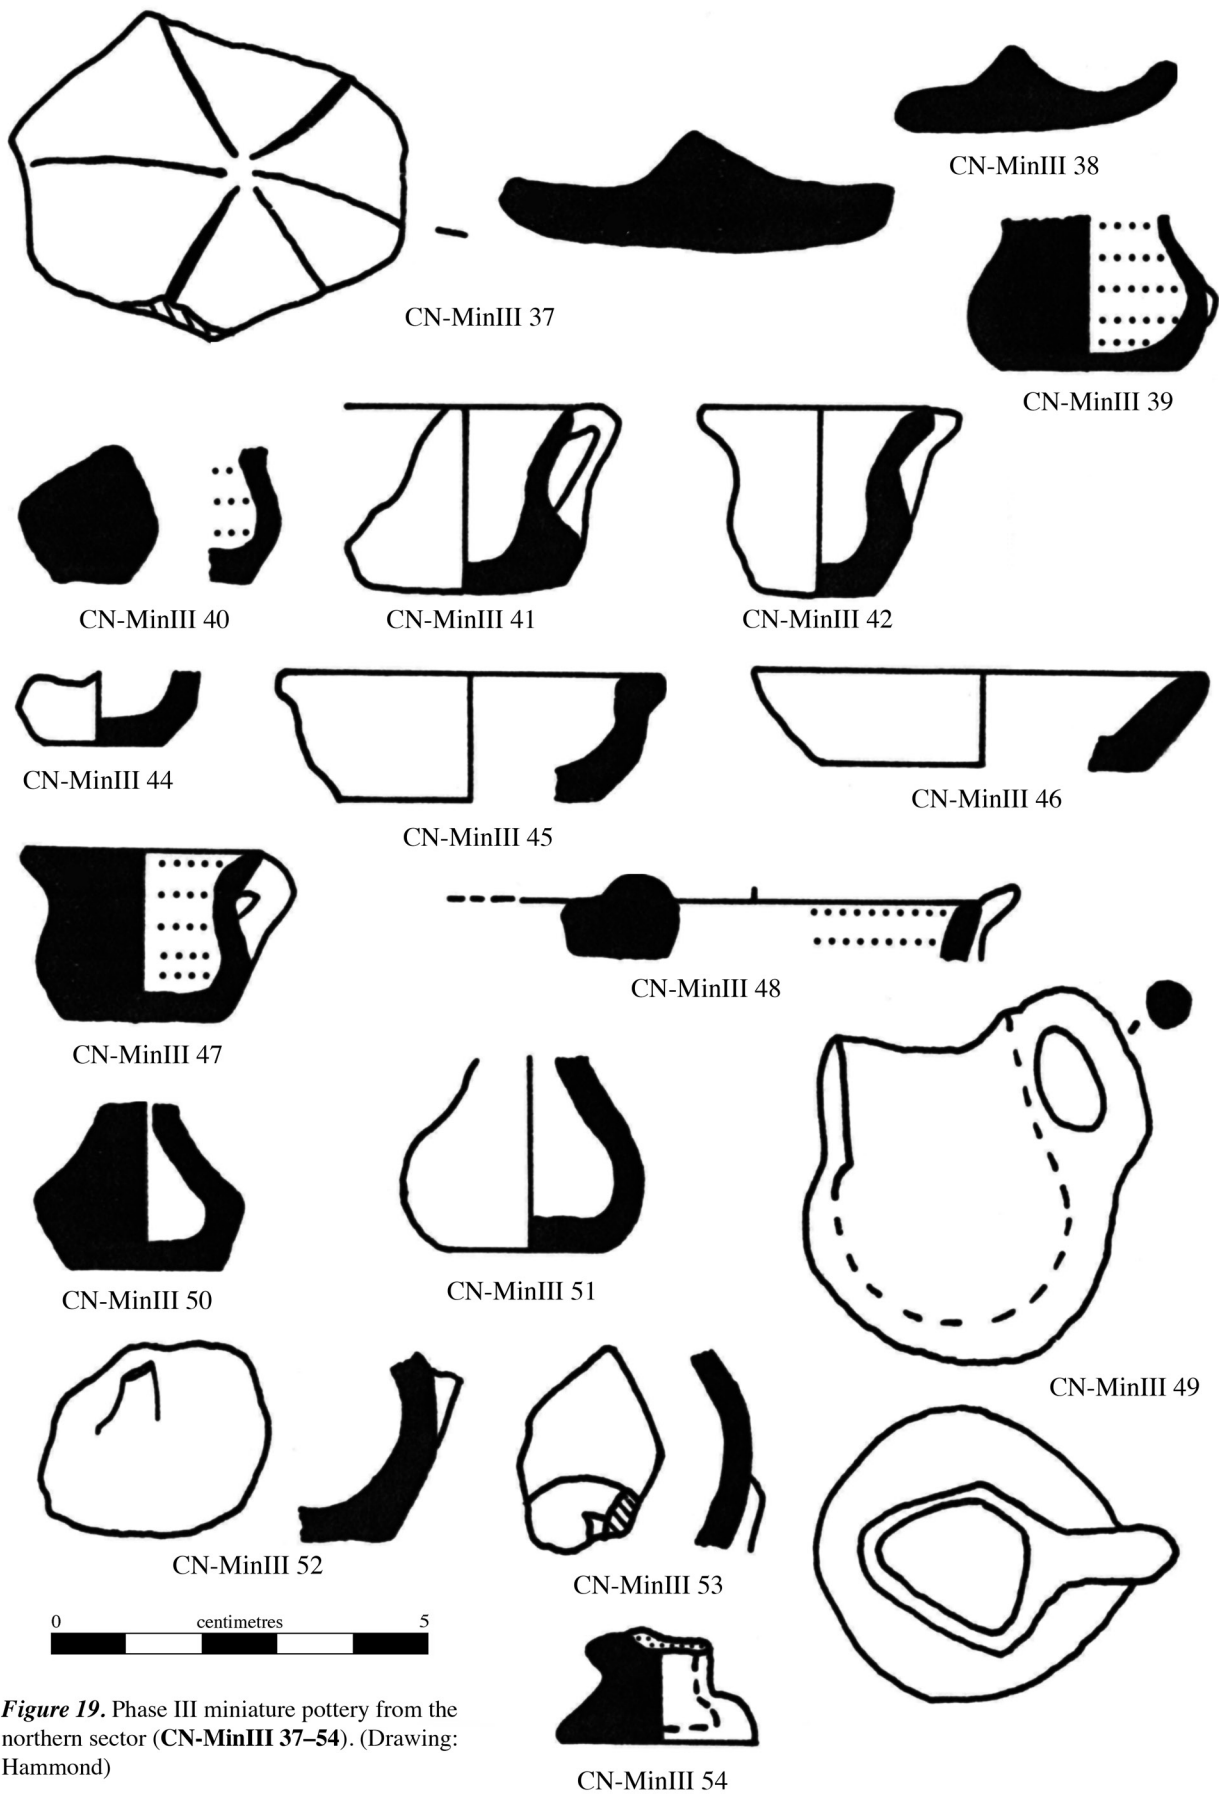 CN-MinIII 38
CN-MinIII 37
CN-MinIII 39
CN-MinIII 40
CN-MinIII 41
CN-MinIII 42
CN-MinIII 44
CN-MinIII 45
CN-MinIII 46
CN-MinIII 47
CN-MinIII 48
CN-MinIII 50
CN-MinIII 51
CN-MinIII 49
CN-MinIII 52
CN-MinIII 53
0 centimetres 5
Figure 19. Phase III miniature pottery from the
northern sector (CN-MinIII 37–54). (Drawing:
Hammond)
CN-MinIII 54